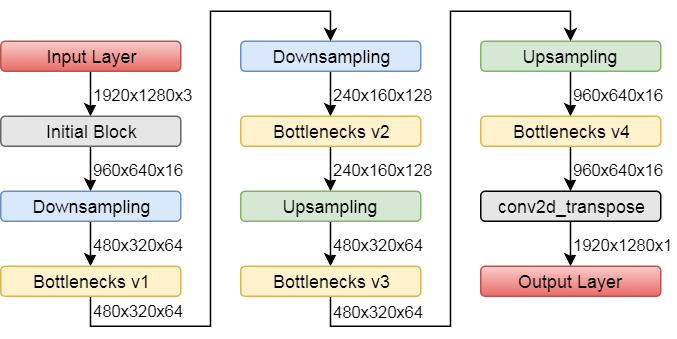 Input Layer
1920x1280x3
Initial Block
960x640x16
Downsampling
480x320x64
Bottlenecks v1
480x320x64
Downsampling
240x160x128
Bottlenecks v2
240x160x128
Upsampling
480x320x64
Bottlenecks v3
480x320x64
Upsampling
960x640x16
Bottlenecks v4
960x640x16
conv2d_transpose
1920x1280x1
Output Layer